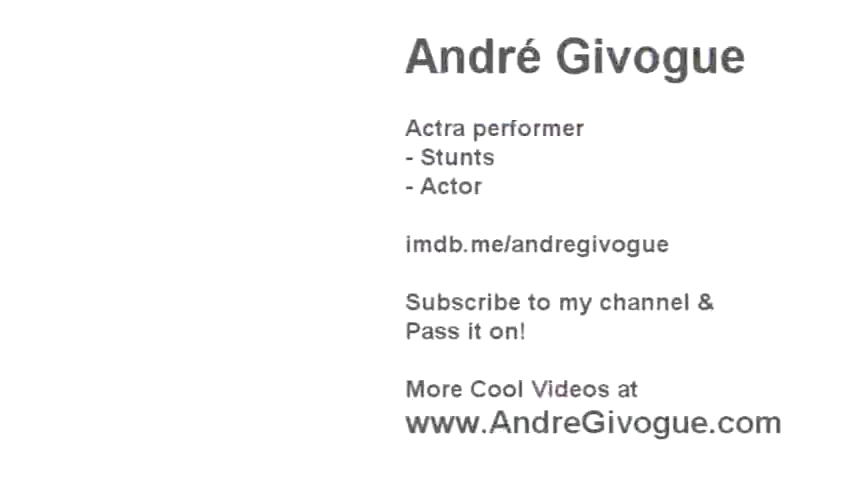 André Givogue
Actra performer
- Stunts
- Actor
imdb.me/andregivogue
Subscribe to my channel &
Pass it on!
More Cool Videos at
www.AndreGivogue.com